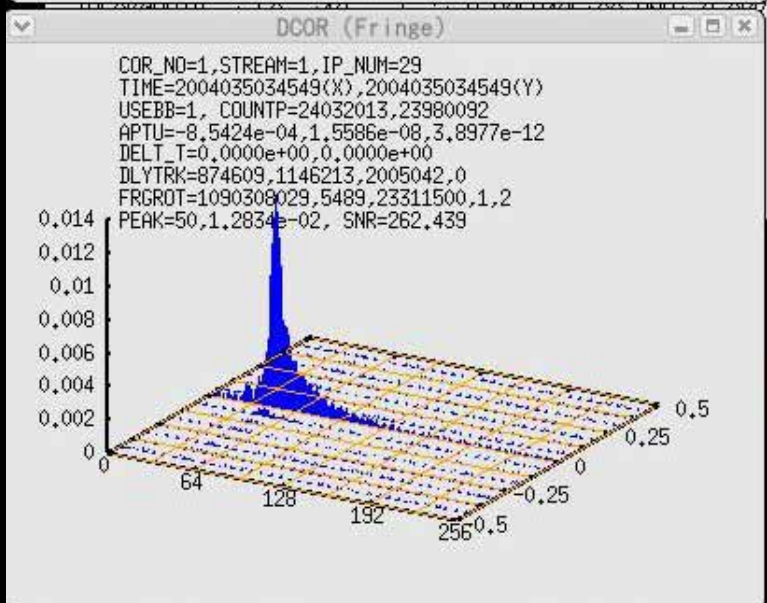 DCOR (Fringe)
COR_NO=1,STREAM=1,IP_NUM=29
TIME=2004035034549(X),2004035034549(Y)
USEBB=1, COUNTP=24032013,23980092
APTU=-8.5424e-04,1.5586e-08,3.8977e-12
DELT_T=0.0000e+00,0.0000e+00
DLYTRK=874609,1146213,2005042,0
FRGROT=1090308029,5489,23311500,1,2
PEAK=50,1.2834e-02, SNR=262.439
0.014
0.012
0.01
0.008
0.006
0.004
0.002
0
0
64
128
192
256
-0.5
-0.25
0
0.25
0.5